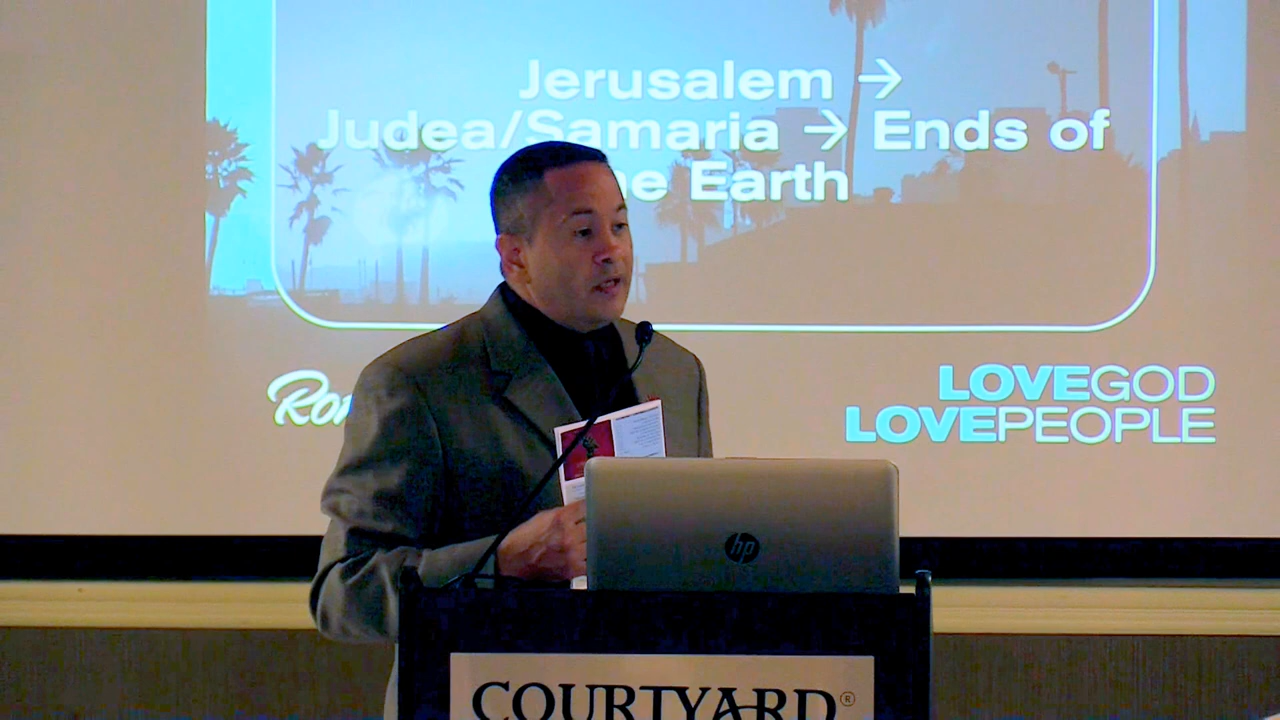 Jerusalem →
Judea/Samaria → Ends of
Earth
LOVEGOD
LOVEPEOPLE
hp
COURTYARD®